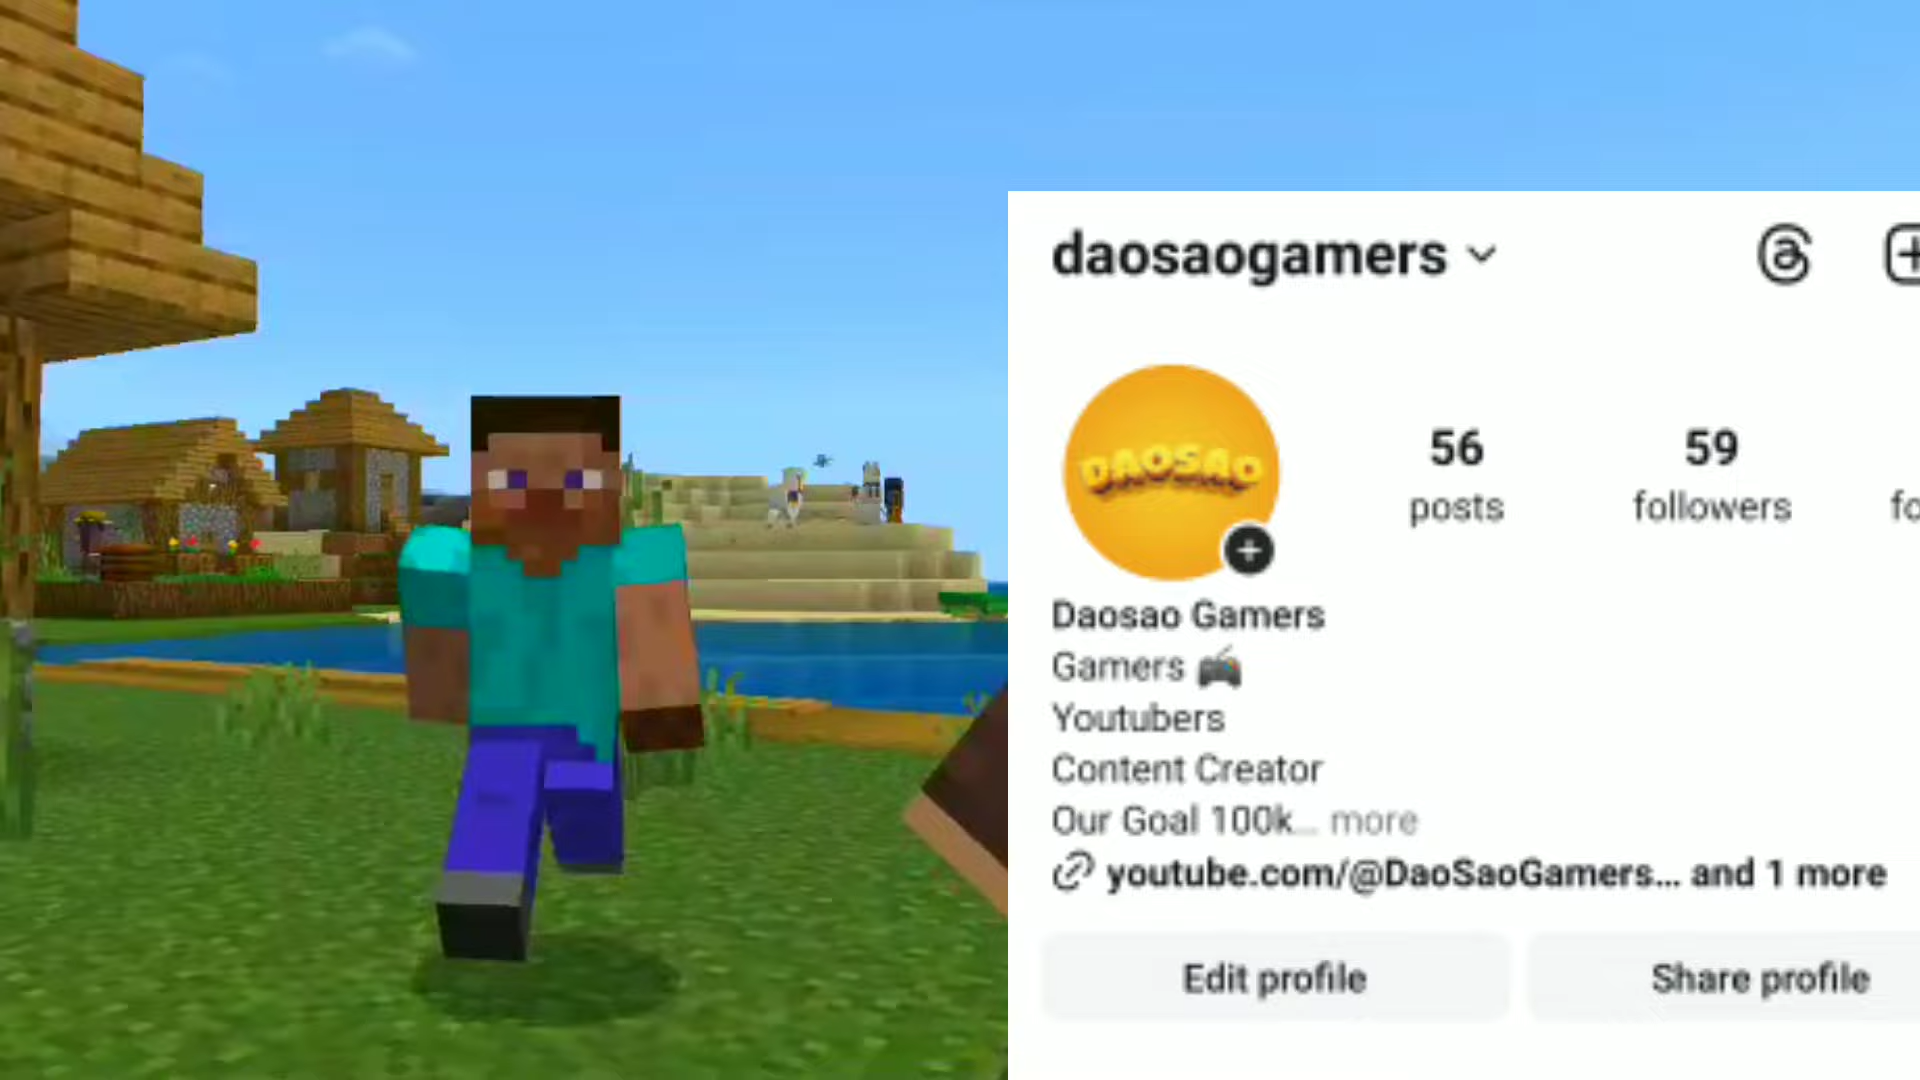 daosaogamers
DAOSAO
56
posts
59
followers
fo
Daosao Gamers
Gamers 🎮
Youtubers
Content Creator
Our Goal 100k... more
youtube.com/@DaoSaoGamers... and 1 more
Edit profile
Share profile